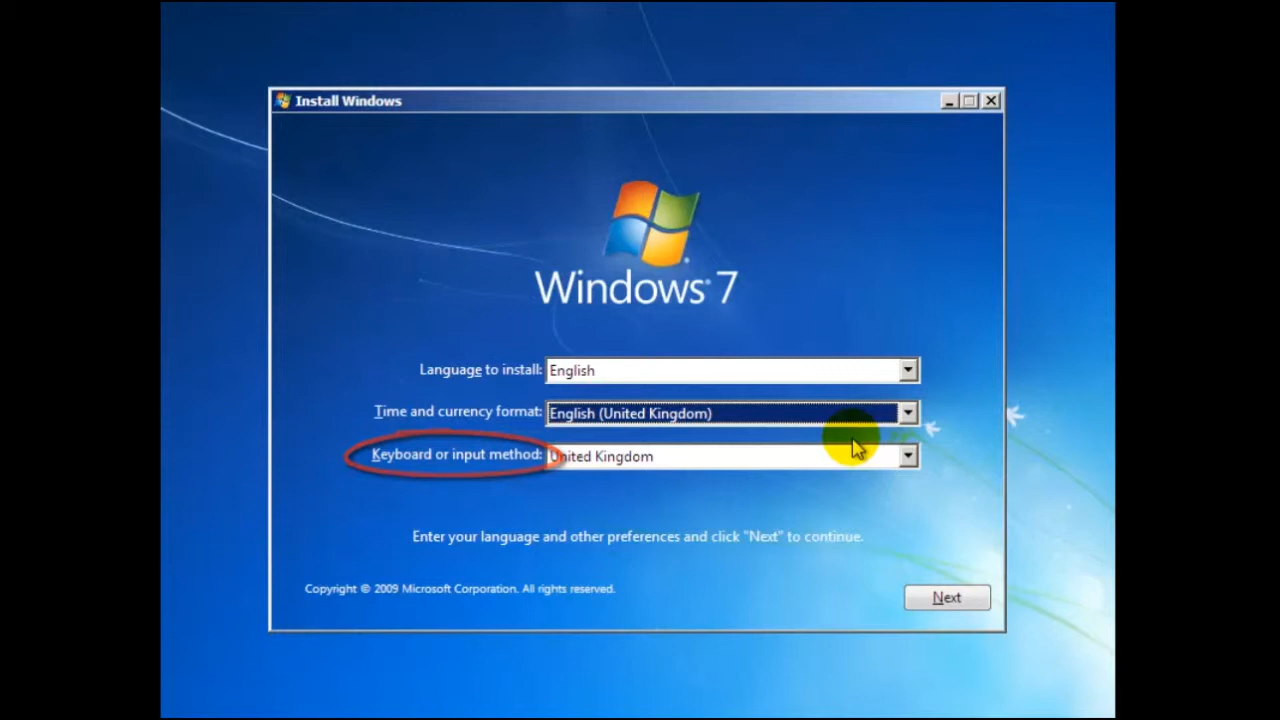 Install Windows
Windows® 7
Language to install: English
Time and currency format: English (United Kingdom)
Keyboard or input method: United Kingdom
Enter your language and other preferences and click "Next" to continue.
Copyright © 2009 Microsoft Corporation. All rights reserved.
Next